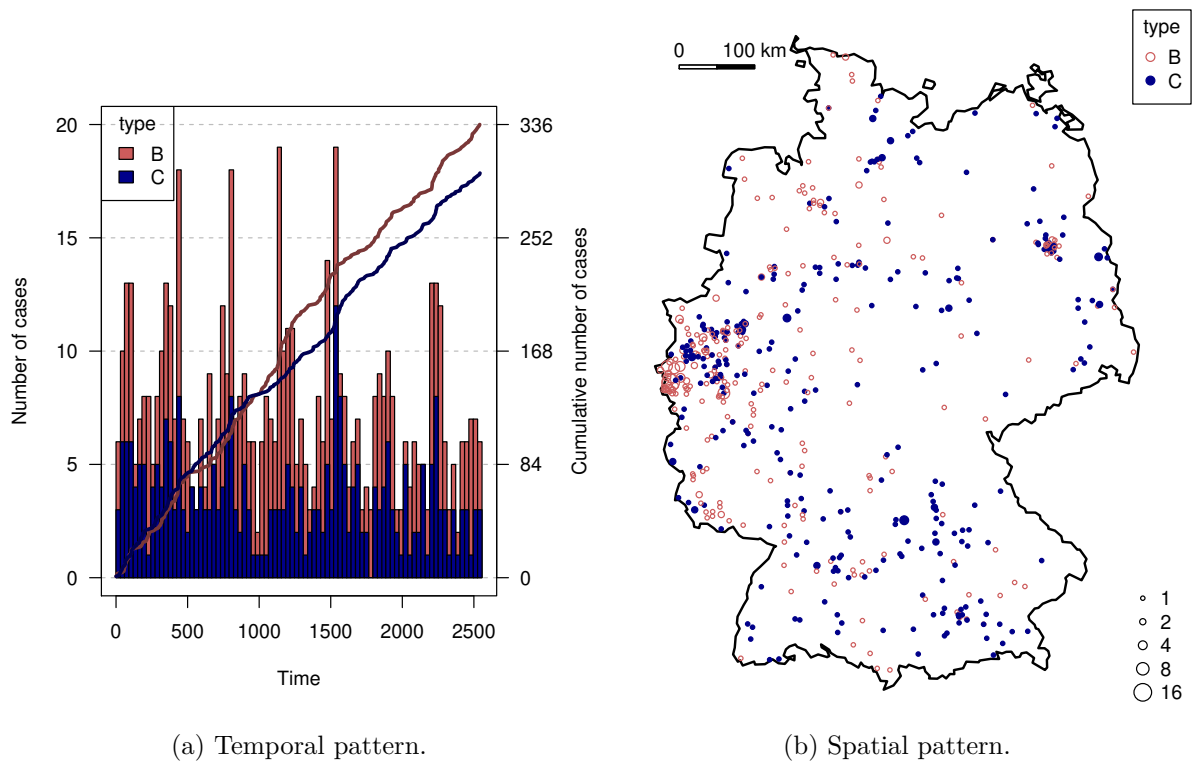 type
B
C
20
15
10
5
0
336
252
168
84
0
Number of cases
Cumulative number of cases
0 500 1000 1500 2000 2500
Time
(a) Temporal pattern.
0 100 km
type
B
C
1
2
4
8
16
(b) Spatial pattern.